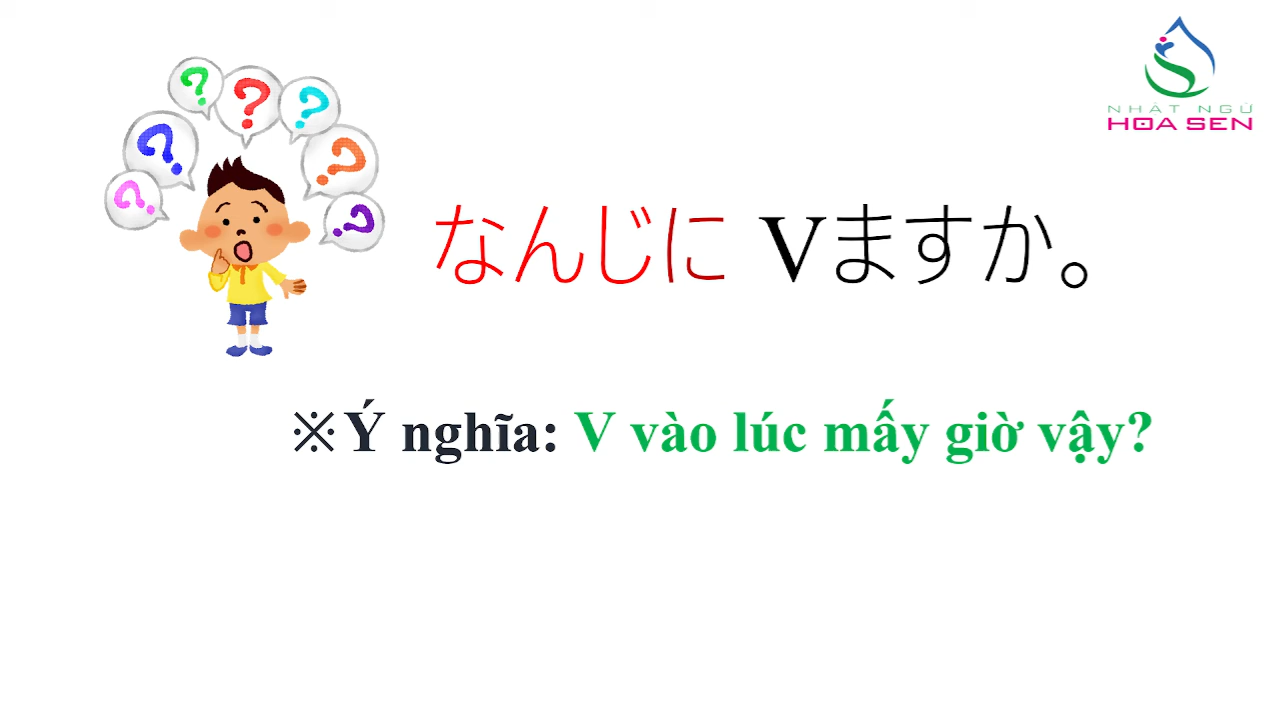 NHẬT NGỮ
HOA SEN
? ? ? ? ? ? ?
なんじに Vますか。
※Ý nghĩa: V vào lúc mấy giờ vậy?